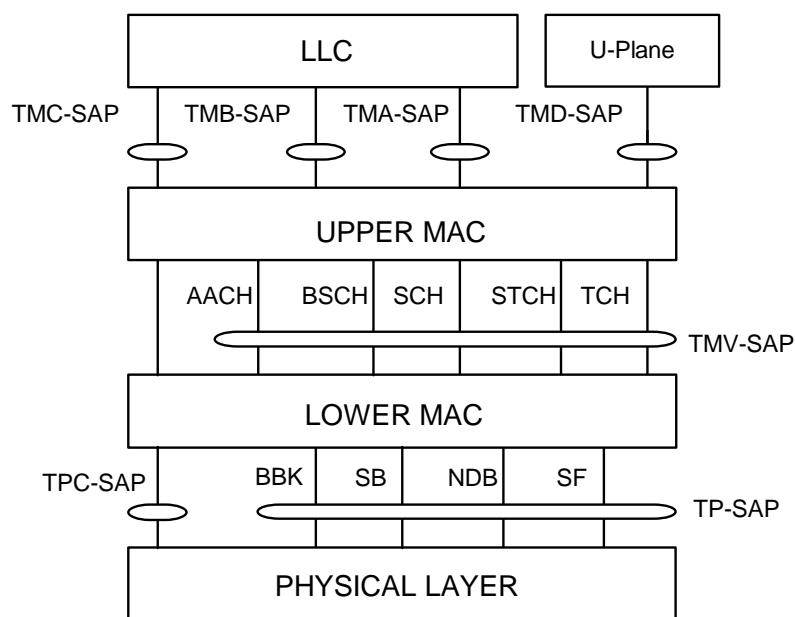 LLC
U-Plane
TMC-SAP TMB-SAP TMA-SAP TMD-SAP
UPPER MAC
AACH BSCH SCH STCH TCH
TMV-SAP
LOWER MAC
TPC-SAP BBK SB NDB SF
TP-SAP
PHYSICAL LAYER